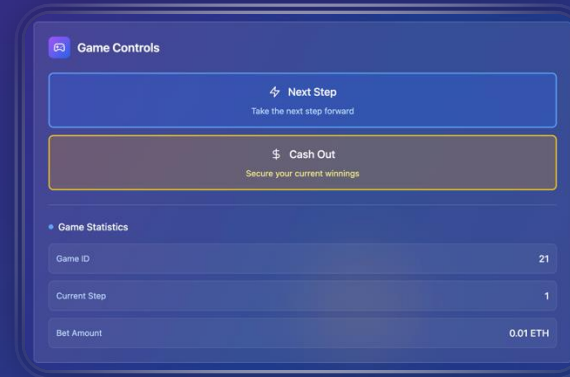 Game Controls
Next Step
Take the next step forward
$ Cash Out
Secure your current winnings
Game Statistics
Game ID 21
Current Step 1
Bet Amount 0.01 ETH